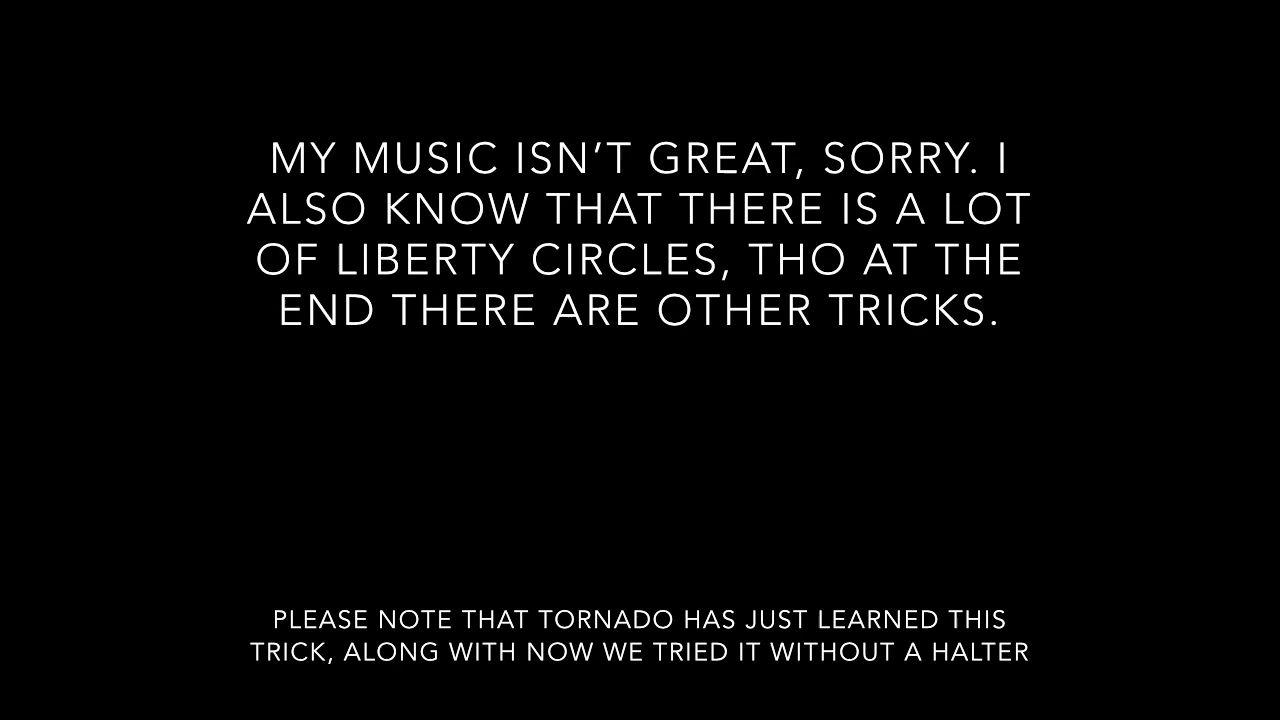 MY MUSIC ISN’T GREAT, SORRY. I
ALSO KNOW THAT THERE IS A LOT
OF LIBERTY CIRCLES, THO AT THE
END THERE ARE OTHER TRICKS.
PLEASE NOTE THAT TORNADO HAS JUST LEARNED THIS
TRICK, ALONG WITH NOW WE TRIED IT WITHOUT A HALTER